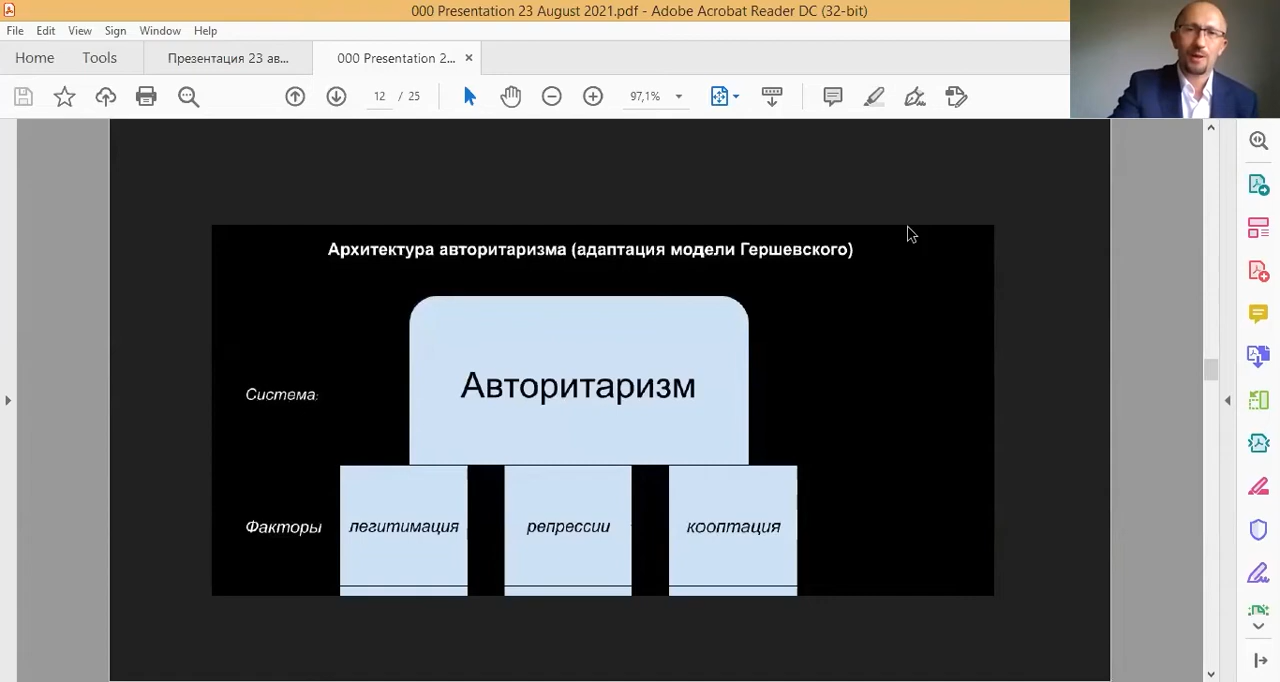 000 Presentation 23 August 2021.pdf - Adobe Acrobat Reader DC (32-bit)
File Edit View Sign Window Help
Home Tools Презентация 23 ав... 000 Presentation 2... ×
12 / 25 97,1%
Архитектура авторитаризма (адаптация модели Гершевского)
Авторитаризм
Система:
Факторы легитимация репрессии кооптация